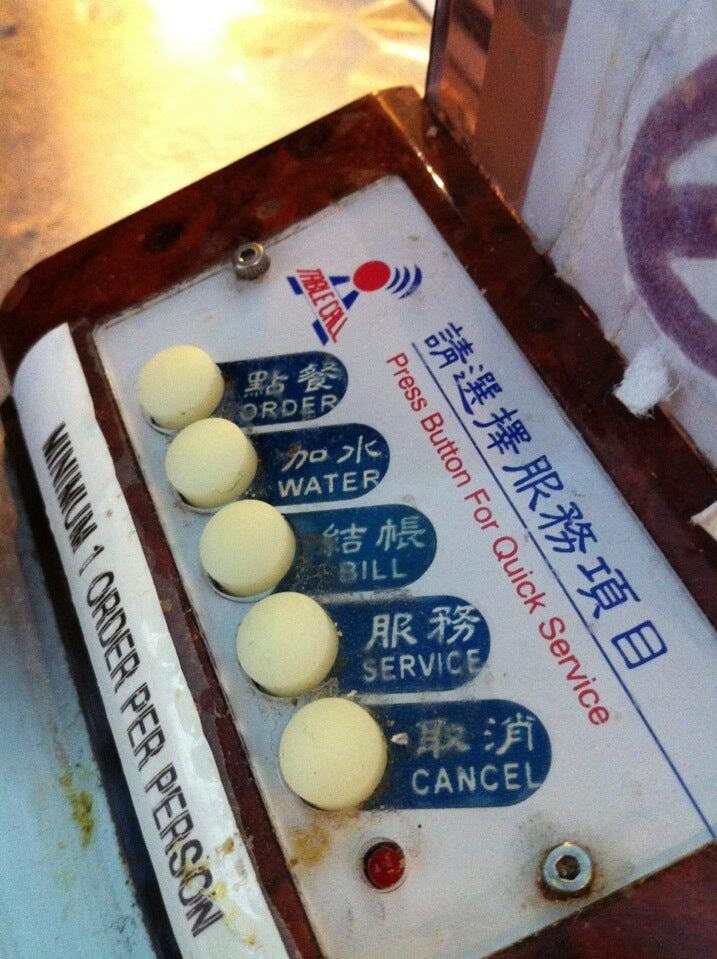 TABLE CALL
請選擇服務項目
Press Button For Quick Service
點餐
ORDER
加水
WATER
結帳
BILL
服務
SERVICE
取消
CANCEL
MINIMUM 1 ORDER PER PERSON